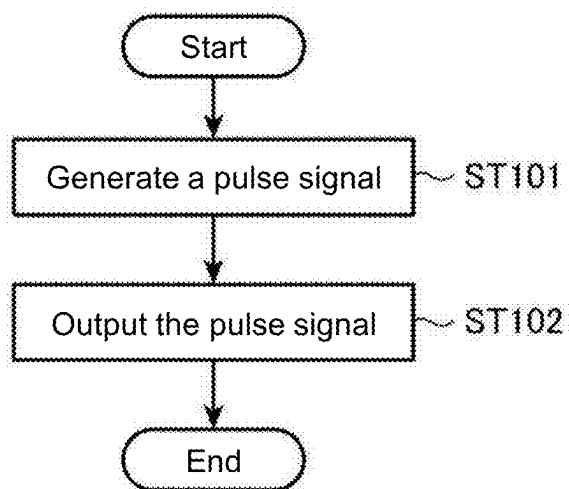 Start
Generate a pulse signal
ST101
Output the pulse signal
ST102
End